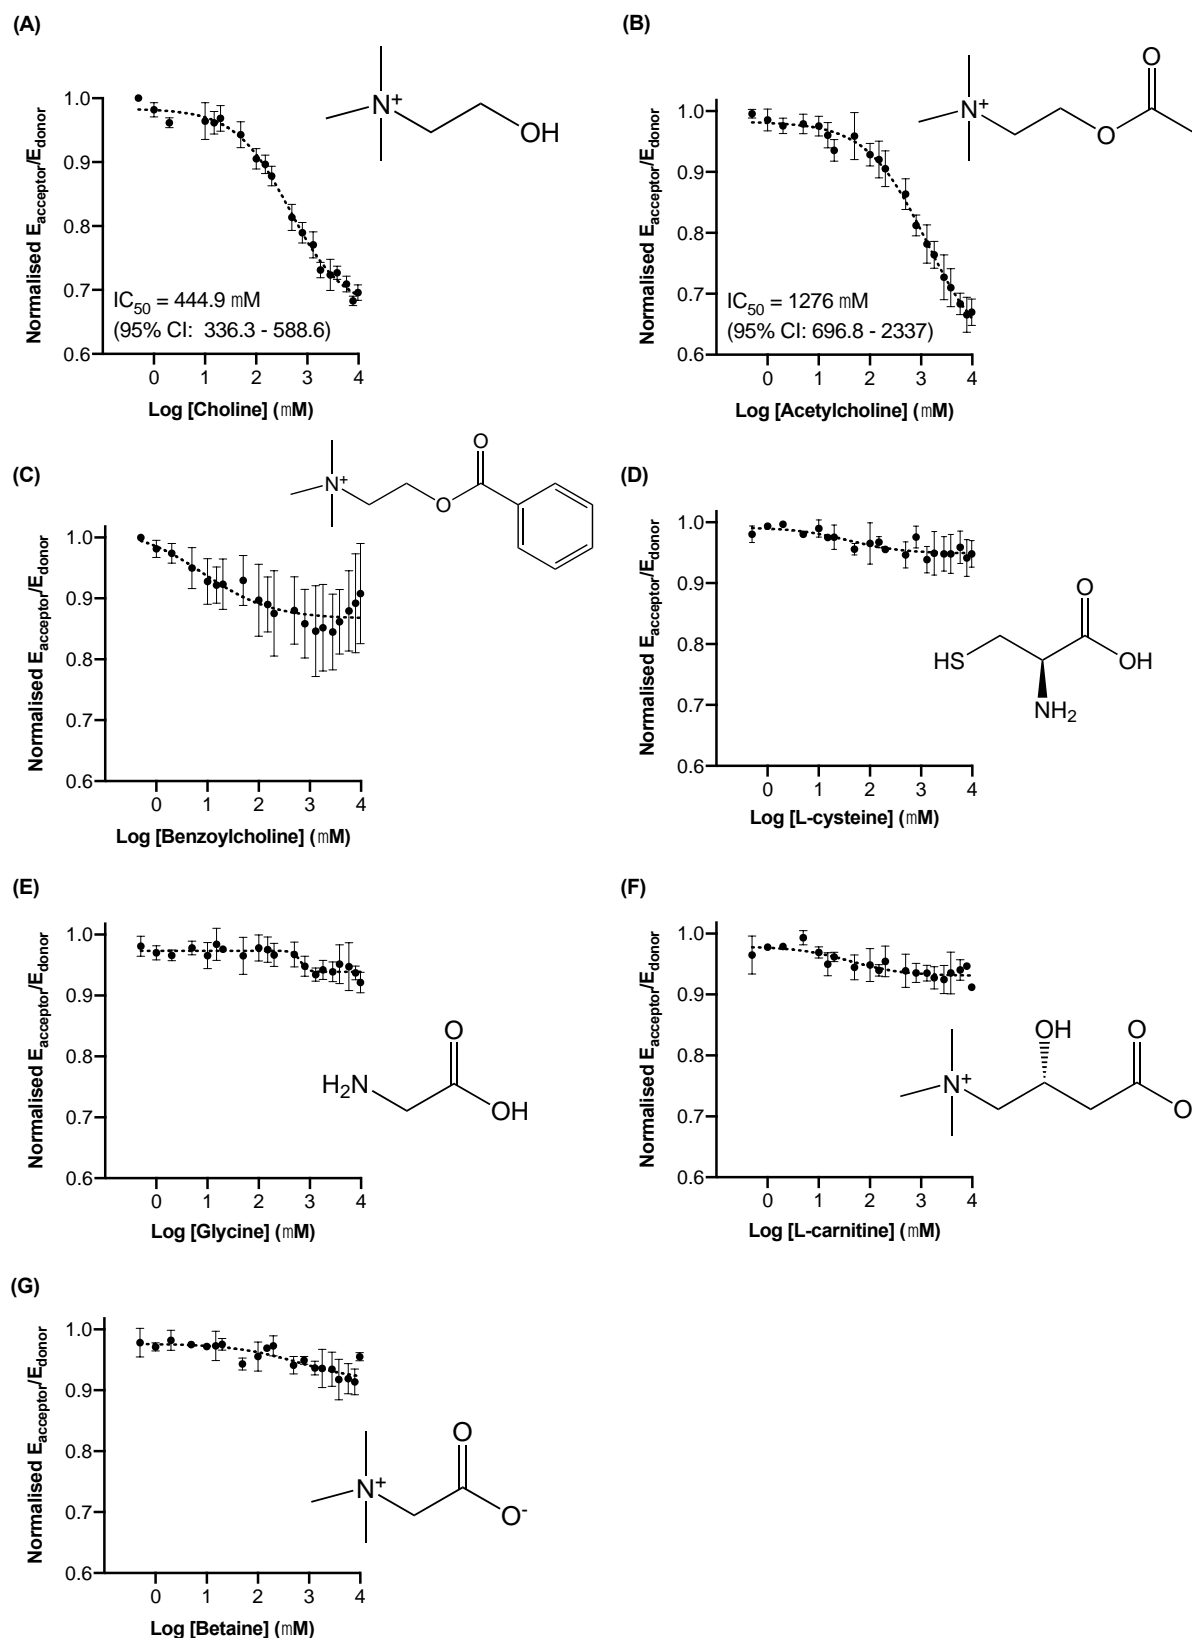 (A)
Normalised Eacceptor/Edonor
1.0
0.9
0.8
0.7
0.6
N+
OH
IC50 = 444.9 mM
(95% CI: 336.3 - 588.6)
0 1 2 3 4
Log [Choline] (mM)
(B)
Normalised Eacceptor/Edonor
1.0
0.9
0.8
0.7
0.6
N+
O
O
IC50 = 1276 mM
(95% CI: 696.8 - 2337)
0 1 2 3 4
Log [Acetylcholine] (mM)
(C)
Normalised Eacceptor/Edonor
1.0
0.9
0.8
0.7
0.6
N+
O
O
0 1 2 3 4
Log [Benzoylcholine] (mM)
(D)
Normalised Eacceptor/Edonor
1.0
0.9
0.8
0.7
0.6
O
HS
OH
NH2
0 1 2 3 4
Log [L-cysteine] (mM)
(E)
Normalised Eacceptor/Edonor
1.0
0.9
0.8
0.7
0.6
O
H2N
OH
0 1 2 3 4
Log [Glycine] (mM)
(F)
Normalised Eacceptor/Edonor
1.0
0.9
0.8
0.7
0.6
OH
O
N+
O
0 1 2 3 4
Log [L-carnitine] (mM)
(G)
Normalised Eacceptor/Edonor
1.0
0.9
0.8
0.7
0.6
O
N+
O-
0 1 2 3 4
Log [Betaine] (mM)